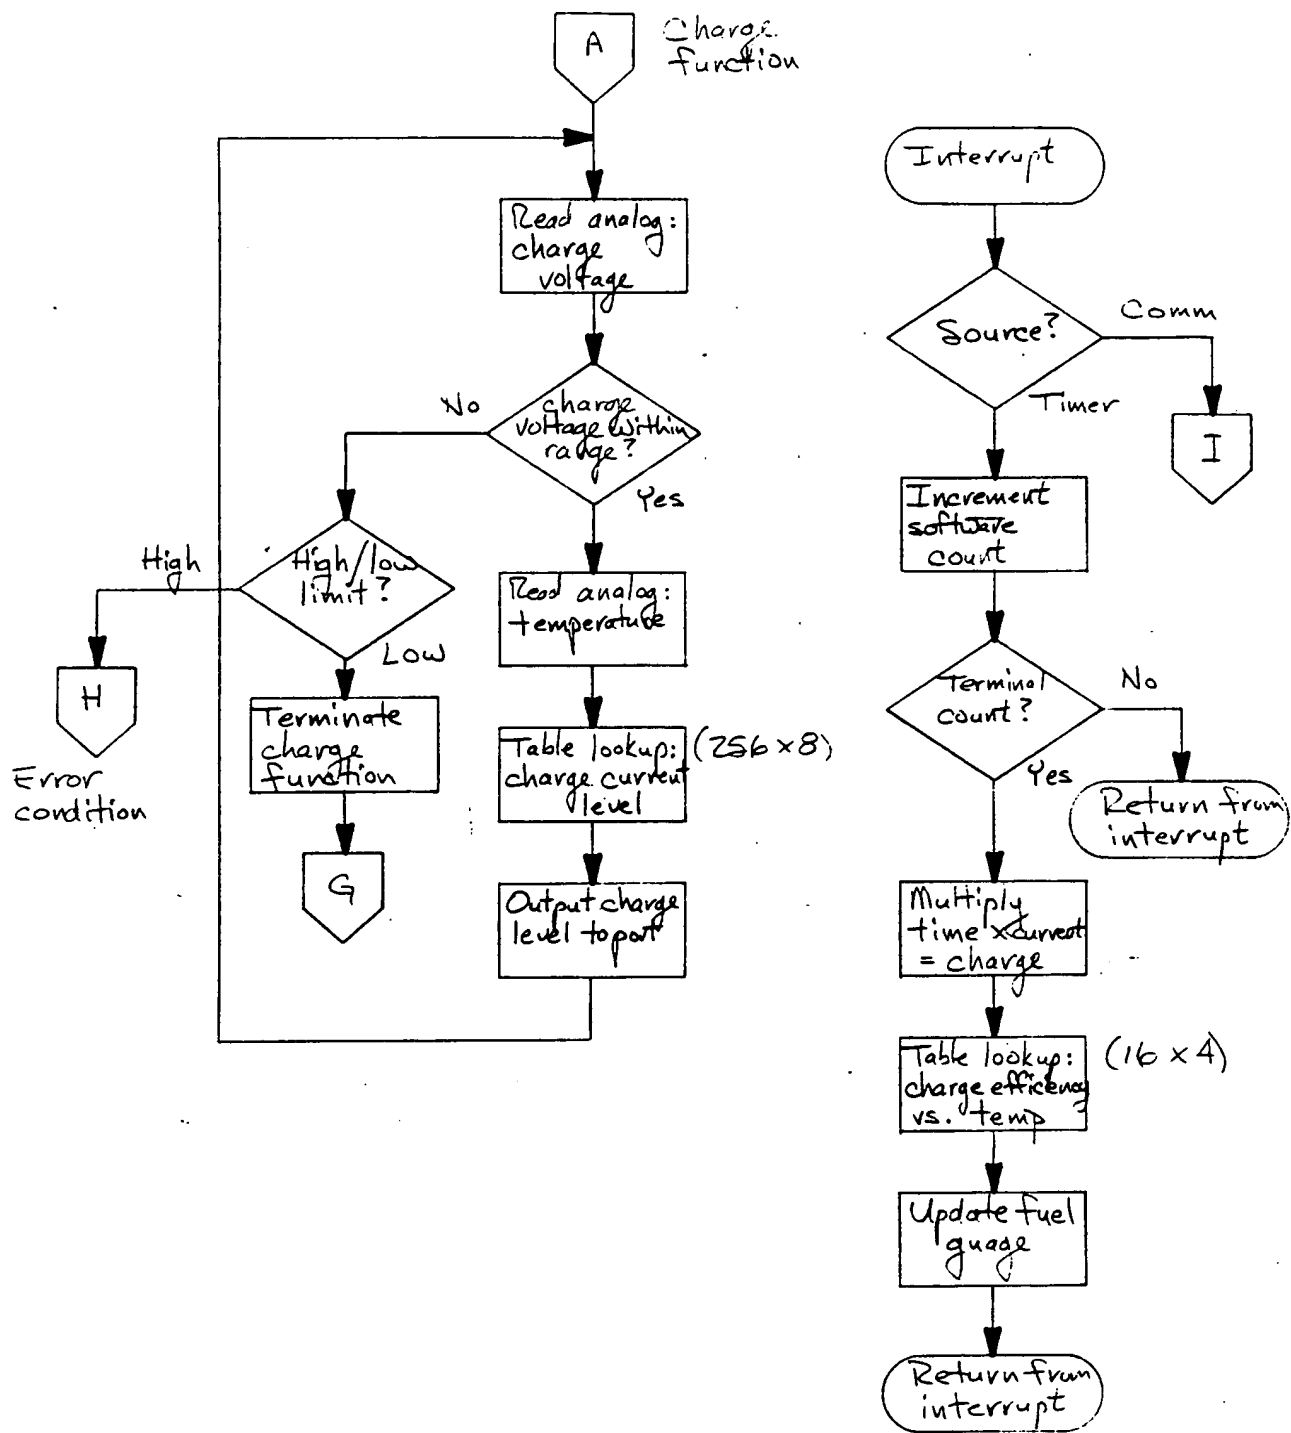 A
Charge
function
Read analog:
charge
voltage
charge
voltage within
range?
No
Yes
High/low
limit?
High
Low
H
Error
condition
Terminate
charge
function
G
Read analog:
temperature
Table lookup:
charge current
level
(256 × 8)
Output charge
level to port
Interrupt
Source?
Comm
Timer
I
Increment
software
count
Terminal
count?
No
Yes
Return from
interrupt
Multiply
time × current
= charge
Table lookup:
charge efficency
vs. temp
(16 × 4)
Update fuel
guage
Return from
interrupt